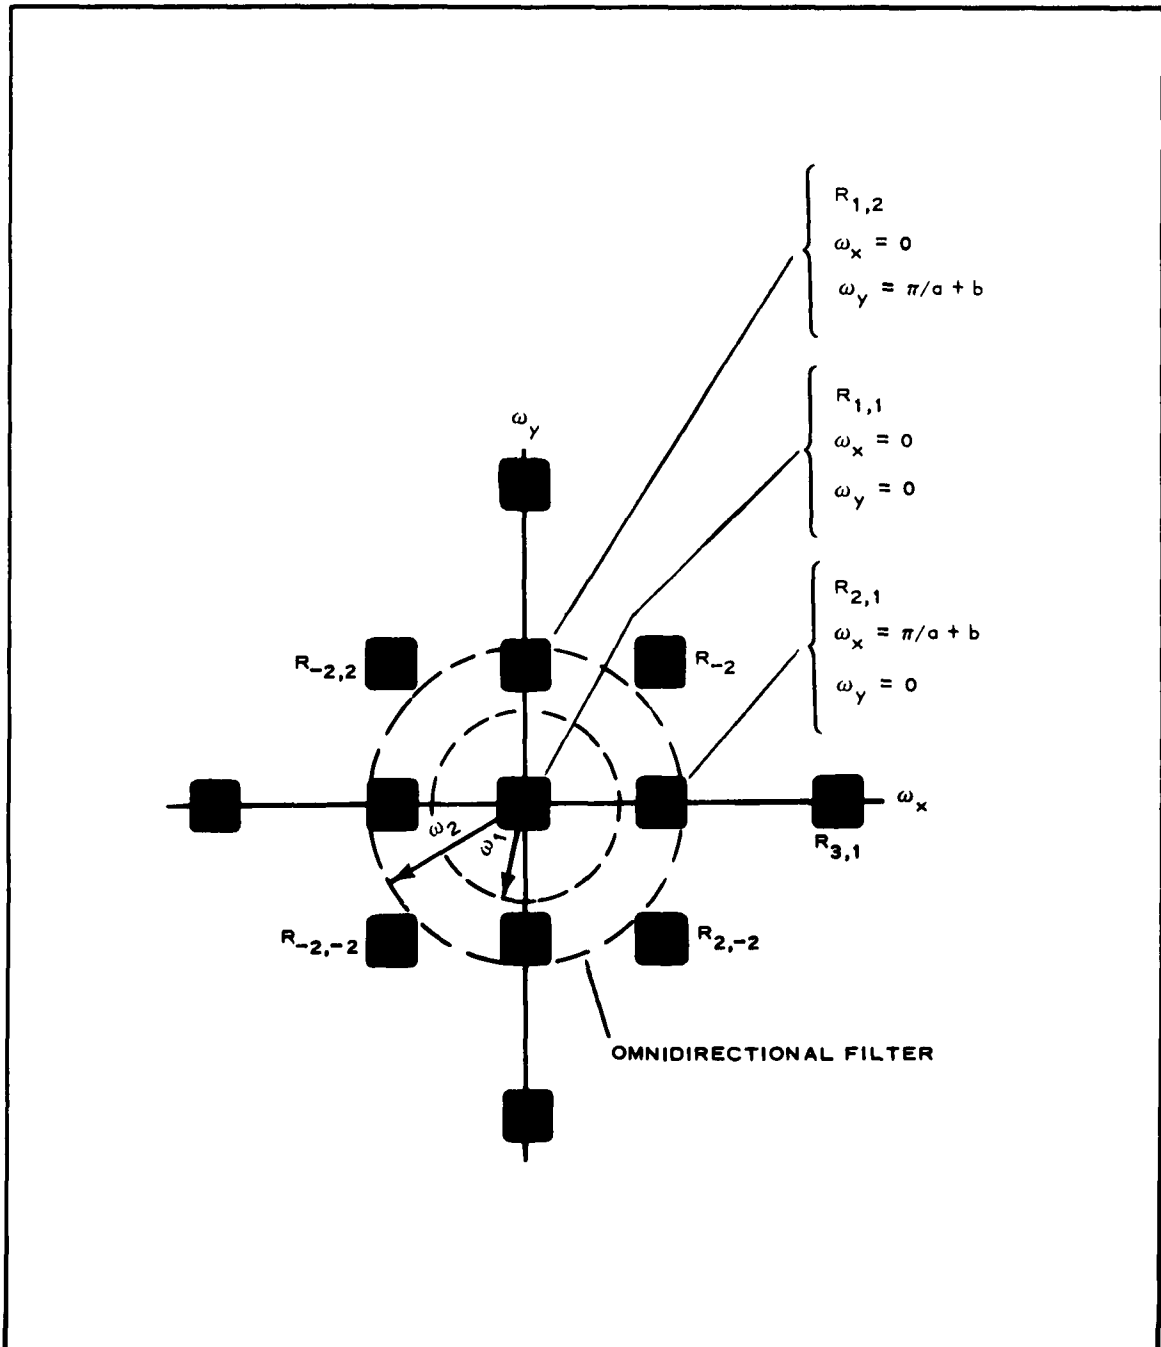 R1,2
ωx = 0
ωy = π/a + b
R1,1
ωx = 0
ωy = 0
ωy
R2,1
ωx = π/a + b
ωy = 0
R-2,2
R-2
ωx
ω2
ω1
R3,1
R-2,-2
R2,-2
OMNIDIRECTIONAL FILTER